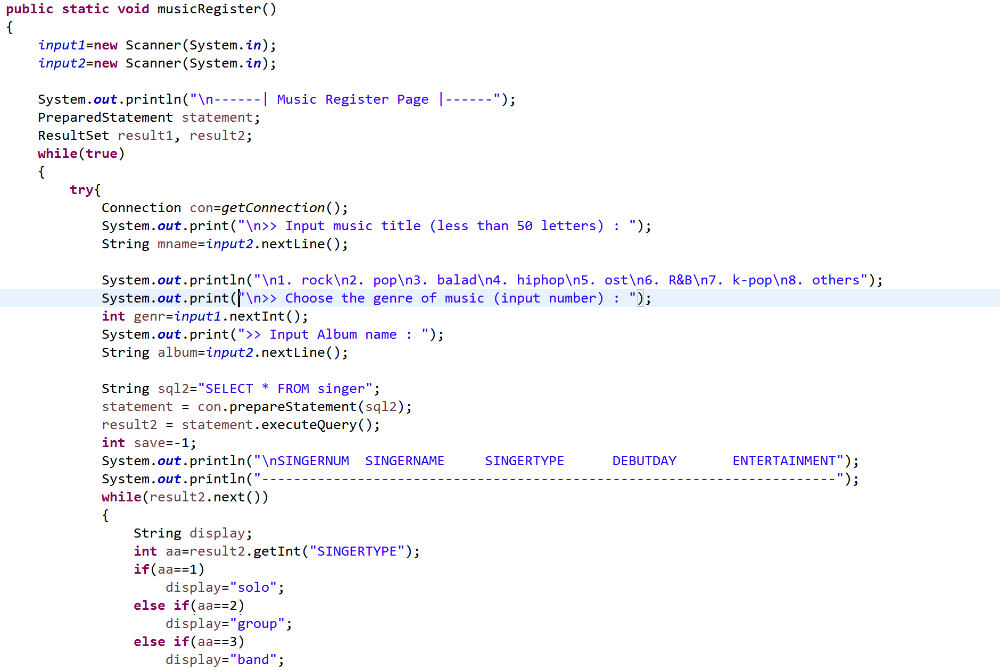 public static void musicRegister()
{
    input1=new Scanner(System.in);
    input2=new Scanner(System.in);

    System.out.println("\n------| Music Register Page |------");
    PreparedStatement statement;
    ResultSet result1, result2;
    while(true)
    {
        try{
            Connection con=getConnection();
            System.out.print("\n>> Input music title (less than 50 letters) : ");
            String mname=input2.nextLine();

            System.out.println("\n1. rock\n2. pop\n3. balad\n4. hiphop\n5. ost\n6. R&B\n7. k-pop\n8. others");
            System.out.print("\n>> Choose the genre of music (input number) : ");
            int genr=input1.nextInt();
            System.out.print(">> Input Album name : ");
            String album=input2.nextLine();

            String sql2="SELECT * FROM singer";
            statement = con.prepareStatement(sql2);
            result2 = statement.executeQuery();
            int save=-1;
            System.out.println("\nSINGERNUM  SINGERNAME     SINGERTYPE      DEBUTDAY       ENTERTAINMENT");
            System.out.println("------------------------------------------------------------------------");
            while(result2.next())
            {
                String display;
                int aa=result2.getInt("SINGERTYPE");
                if(aa==1)
                    display="solo";
                else if(aa==2)
                    display="group";
                else if(aa==3)
                    display="band";